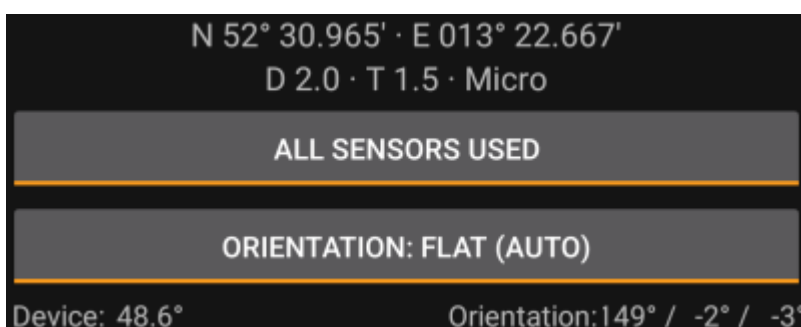 N 52° 30.965' · E 013° 22.667'
D 2.0 · T 1.5 · Micro
ALL SENSORS USED
ORIENTATION: FLAT (AUTO)
Device: 48.6° Orientation:149° / -2° / -3°